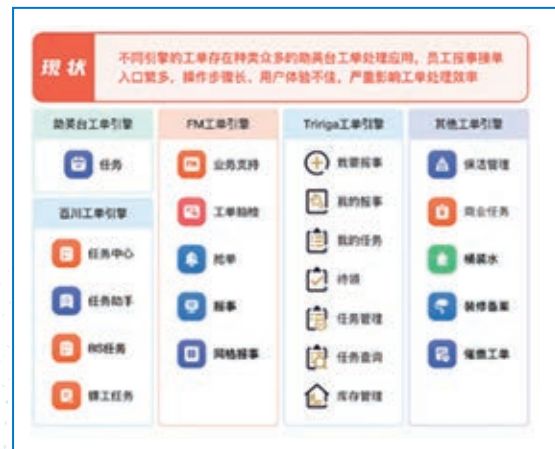 现状
不同引擎的工单存在种类众多的助英台工单处理应用，员工报事接单
入口繁多，操作步骤长，用户体验不佳，严重影响工单处理效率
助英台工单引擎
任务
百川工单引擎
任务中心
任务助手
RIS任务
工任务
FM工单引擎
业务支持
工单抽检
抢单
报事
网格报事
Tririga工单引擎
我要报事
我的报事
我的任务
待领
任务管理
任务查询
库存管理
其他工单引擎
保洁管理
商业任务
桶装水
装修备案
催缴工单